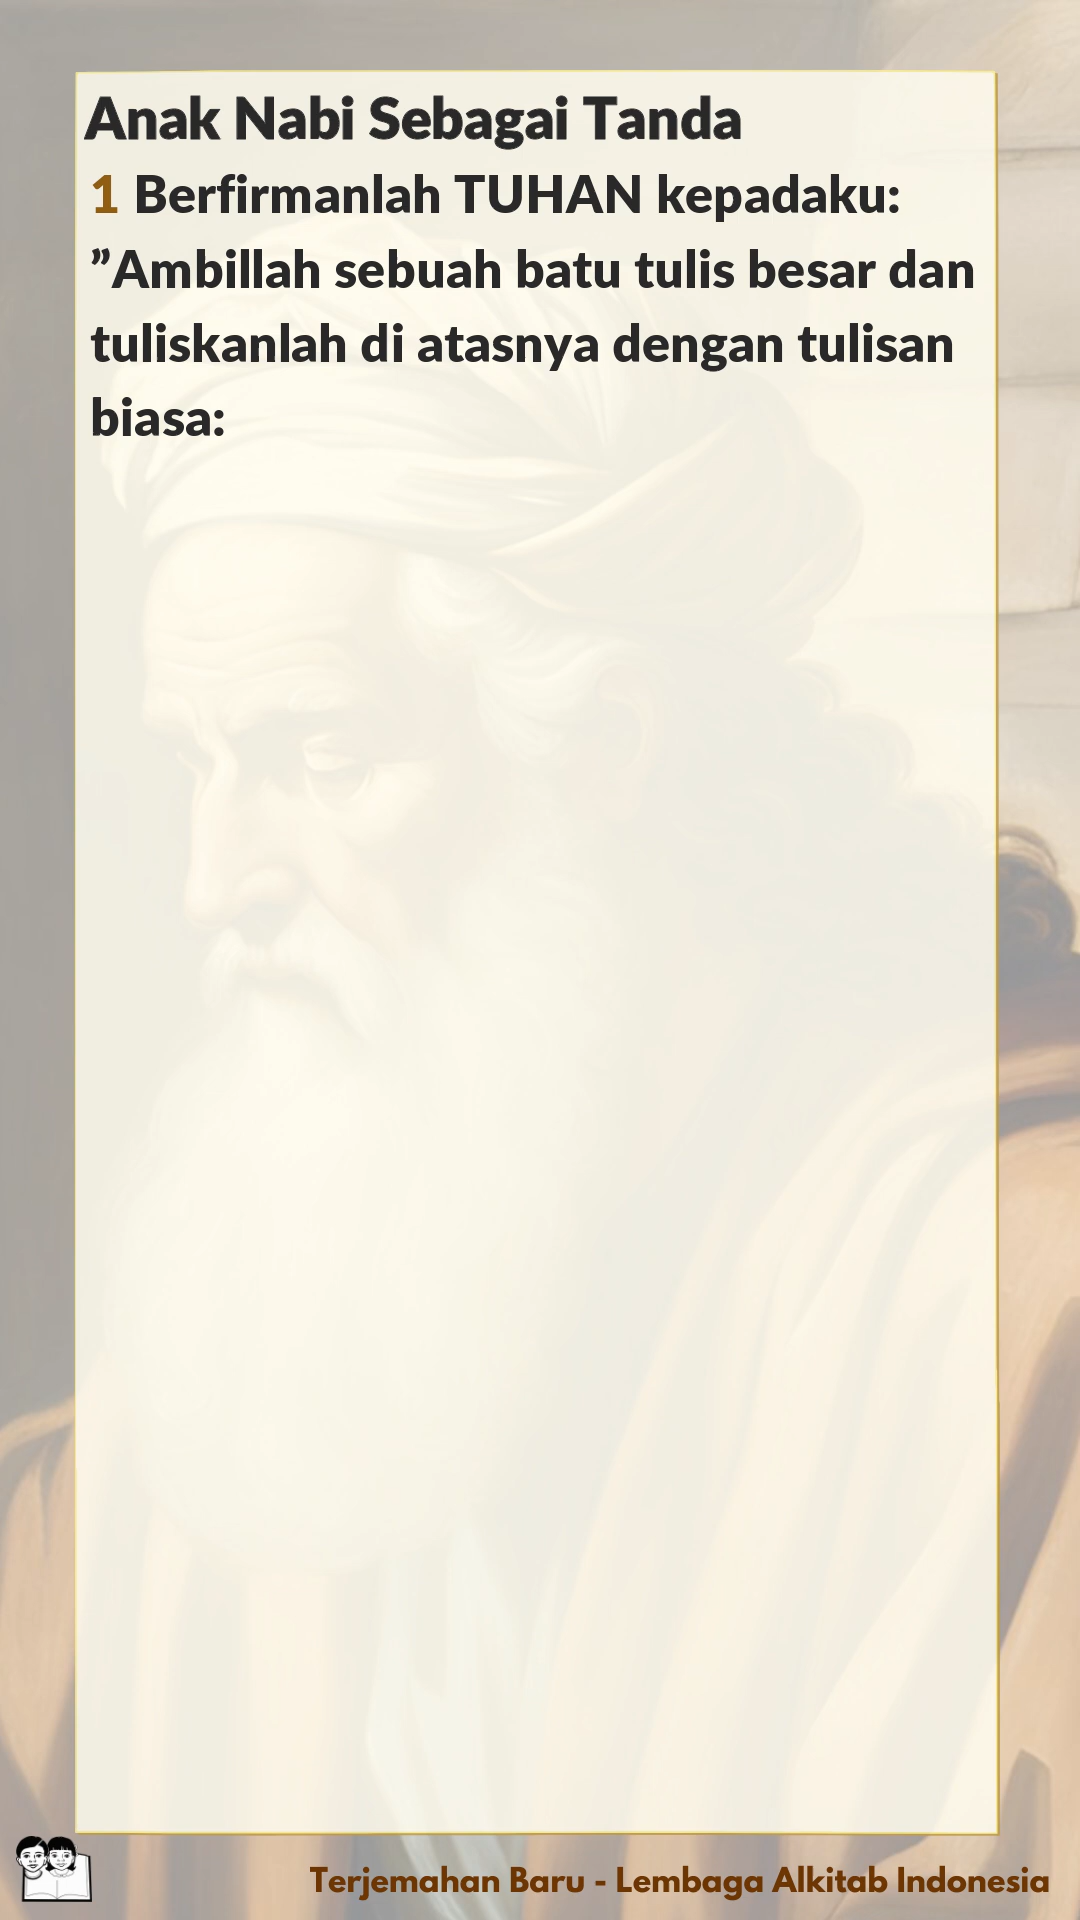 Anak Nabi Sebagai Tanda
1 Berfirmanlah TUHAN kepadaku:
”Ambillah sebuah batu tulis besar dan
tuliskanlah di atasnya dengan tulisan
biasa:
Terjemahan Baru - Lembaga Alkitab Indonesia